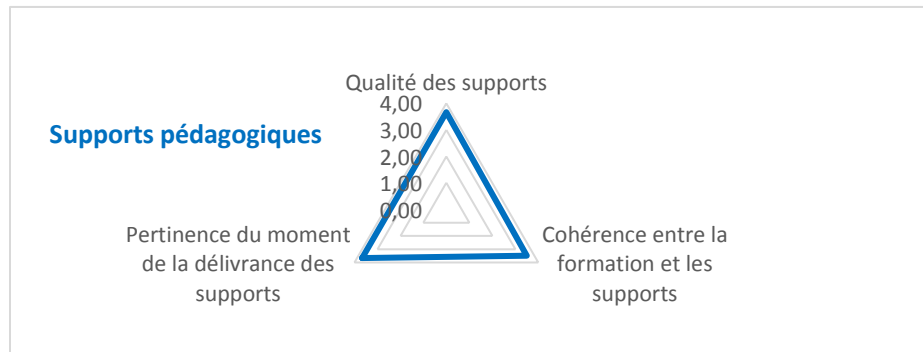 Qualité des supports
4,00
3,00
2,00
1,00
0,00
Supports pédagogiques
Pertinence du moment
de la délivrance des
supports
Cohérence entre la
formation et les
supports